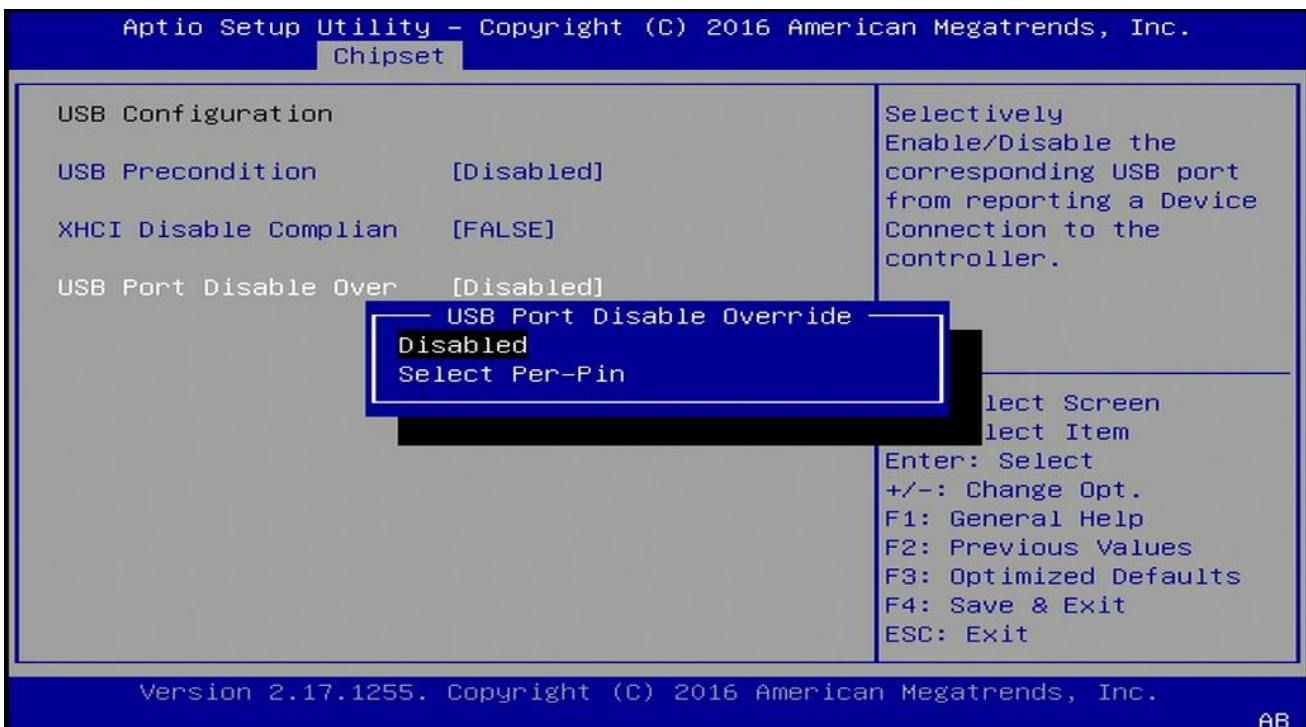 Aptio Setup Utility – Copyright (C) 2016 American Megatrends, Inc.
Chipset
USB Configuration
USB Precondition [Disabled]
XHCI Disable Complian [FALSE]
USB Port Disable Over [Disabled]
USB Port Disable Override
Disabled
Select Per-Pin
Selectively
Enable/Disable the
corresponding USB port
from reporting a Device
Connection to the
controller.
lect Screen
lect Item
Enter: Select
+/-: Change Opt.
F1: General Help
F2: Previous Values
F3: Optimized Defaults
F4: Save & Exit
ESC: Exit
Version 2.17.1255. Copyright (C) 2016 American Megatrends, Inc.
AB